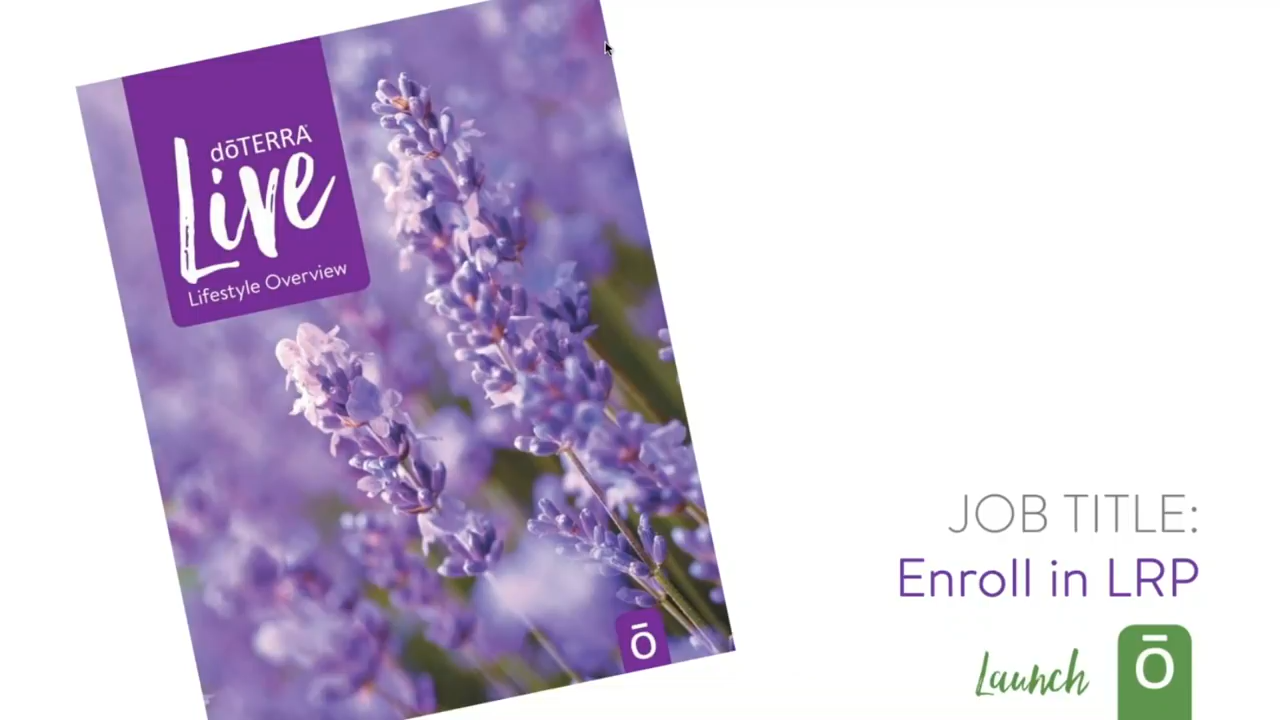 dōTERRA
Live
Lifestyle Overview
ō
JOB TITLE:
Enroll in LRP
Launch
ō